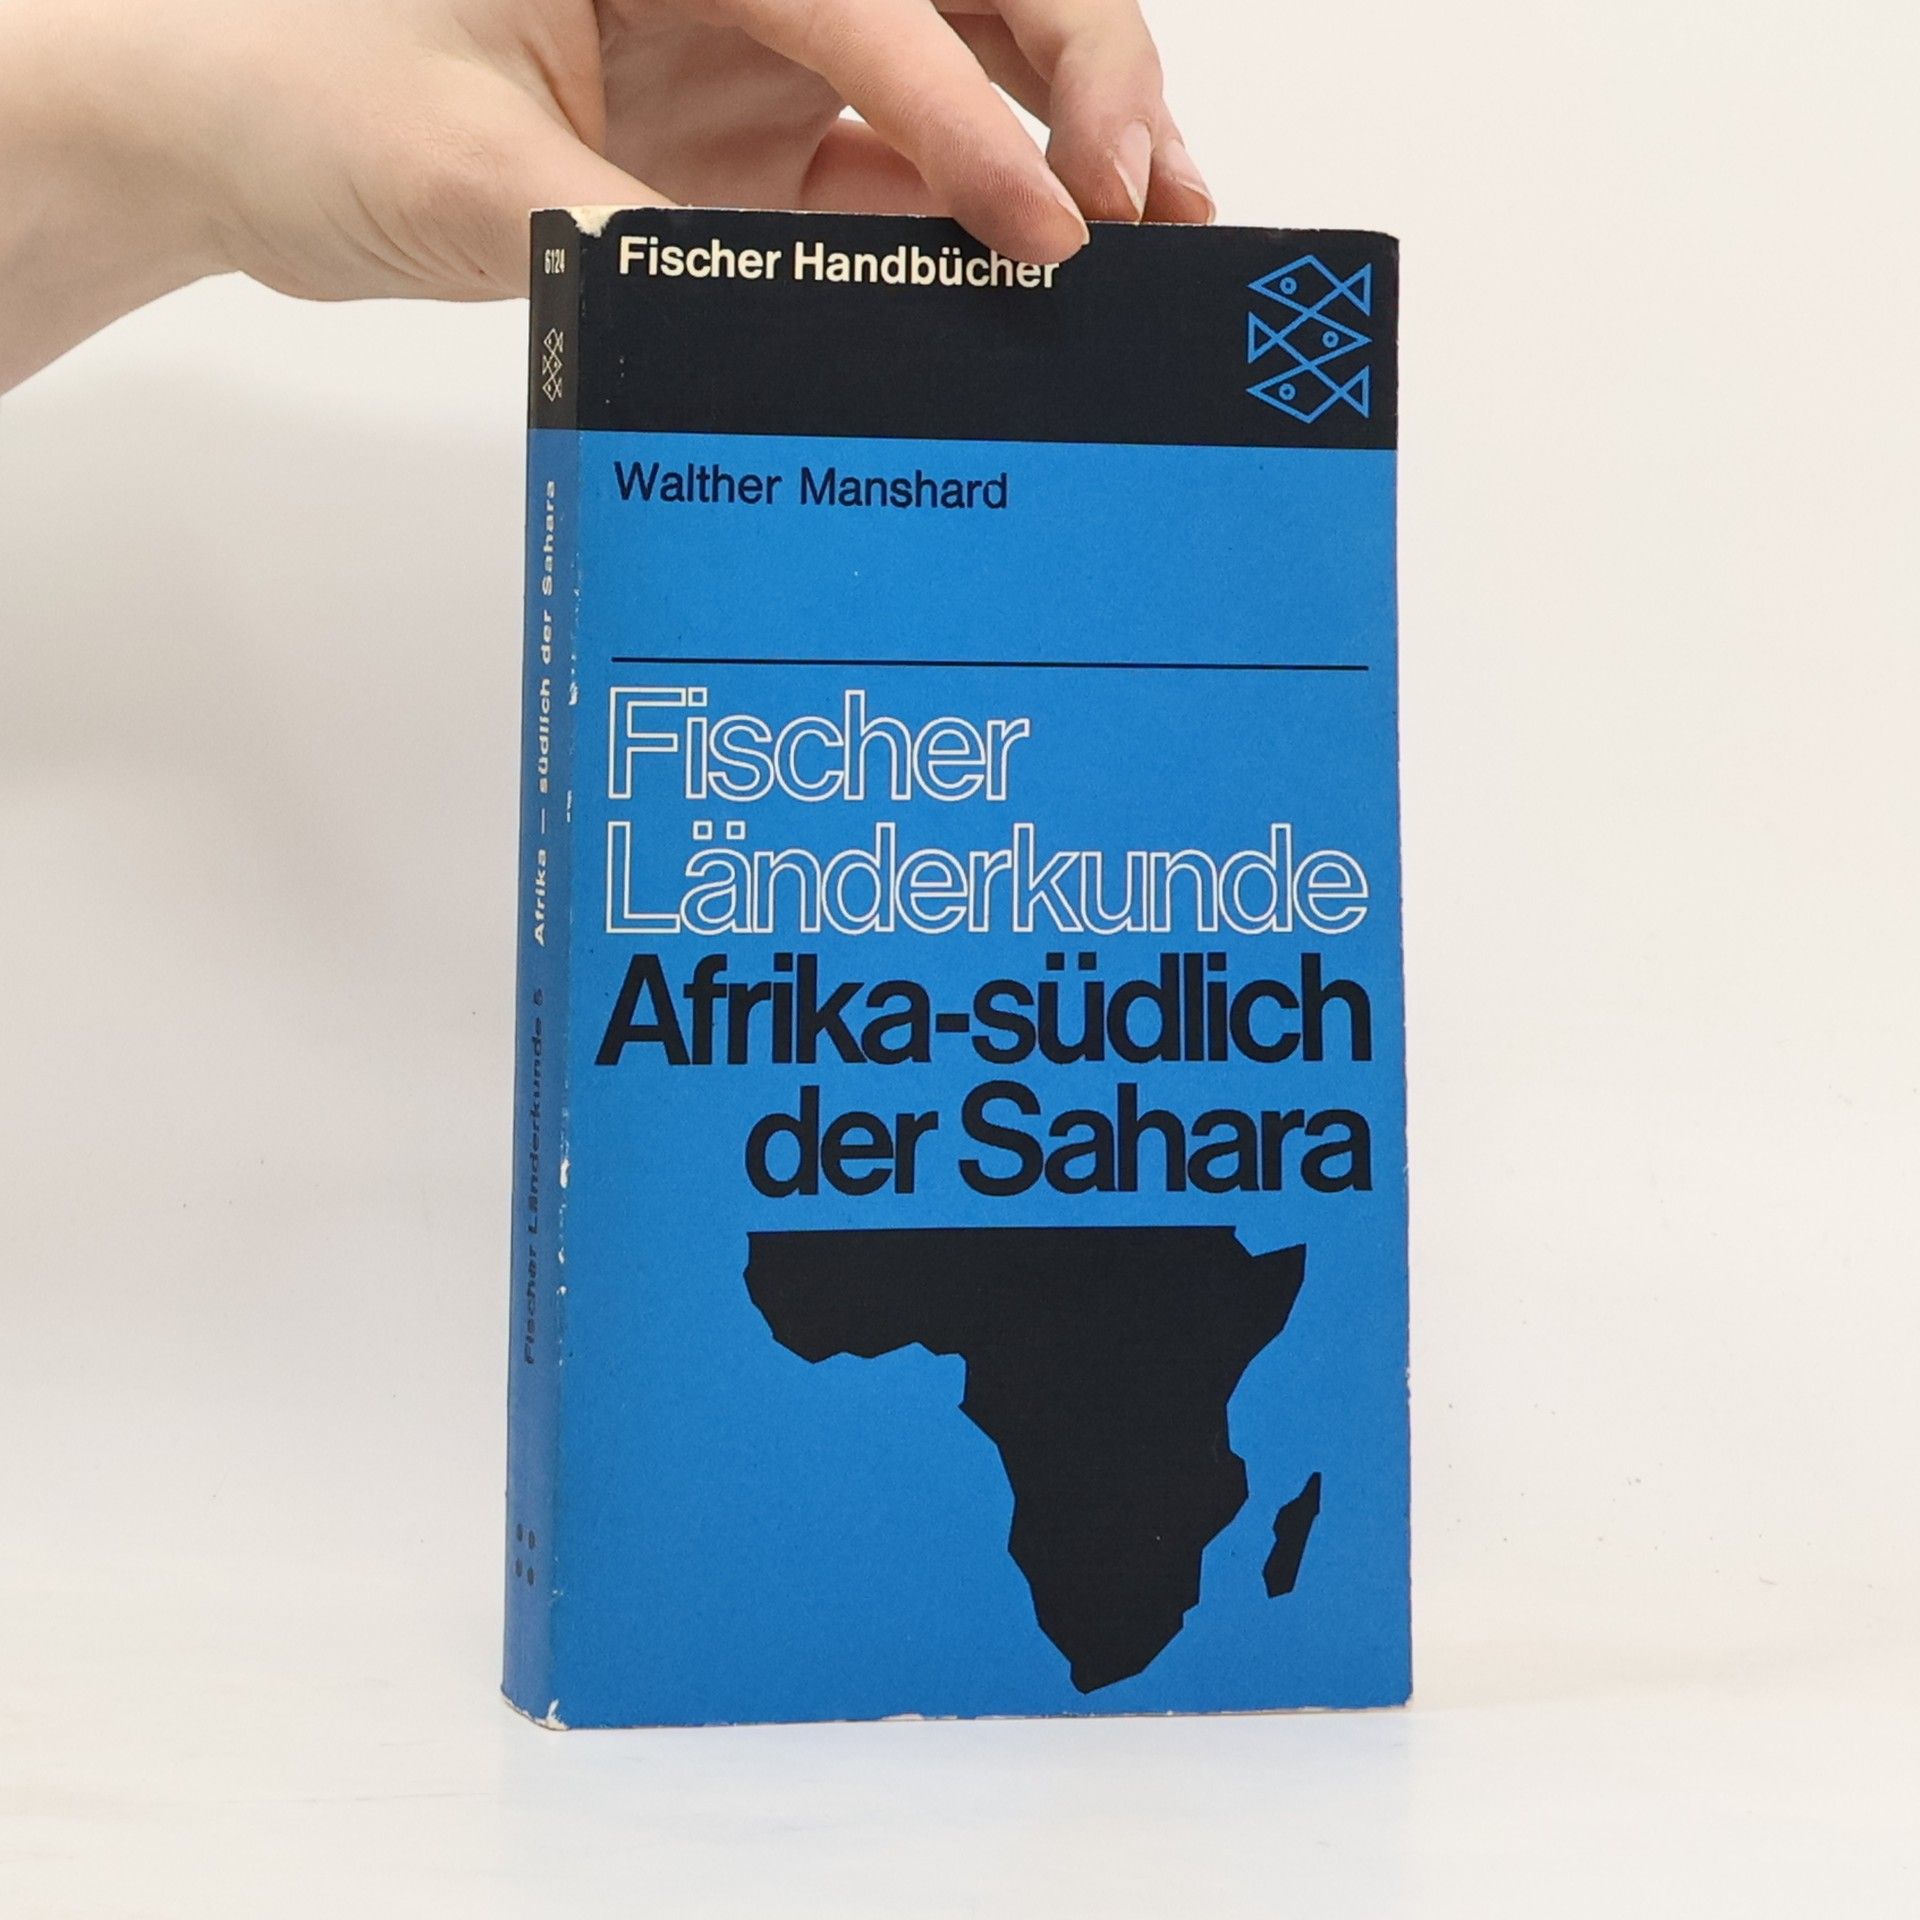 Fischer Handbücher
Walther Manshard
Fischer
Länderkunde
Afrika-südlich
der Sahara
6124
Fischer Länderkunde 5 Afrika — südlich der Sahara